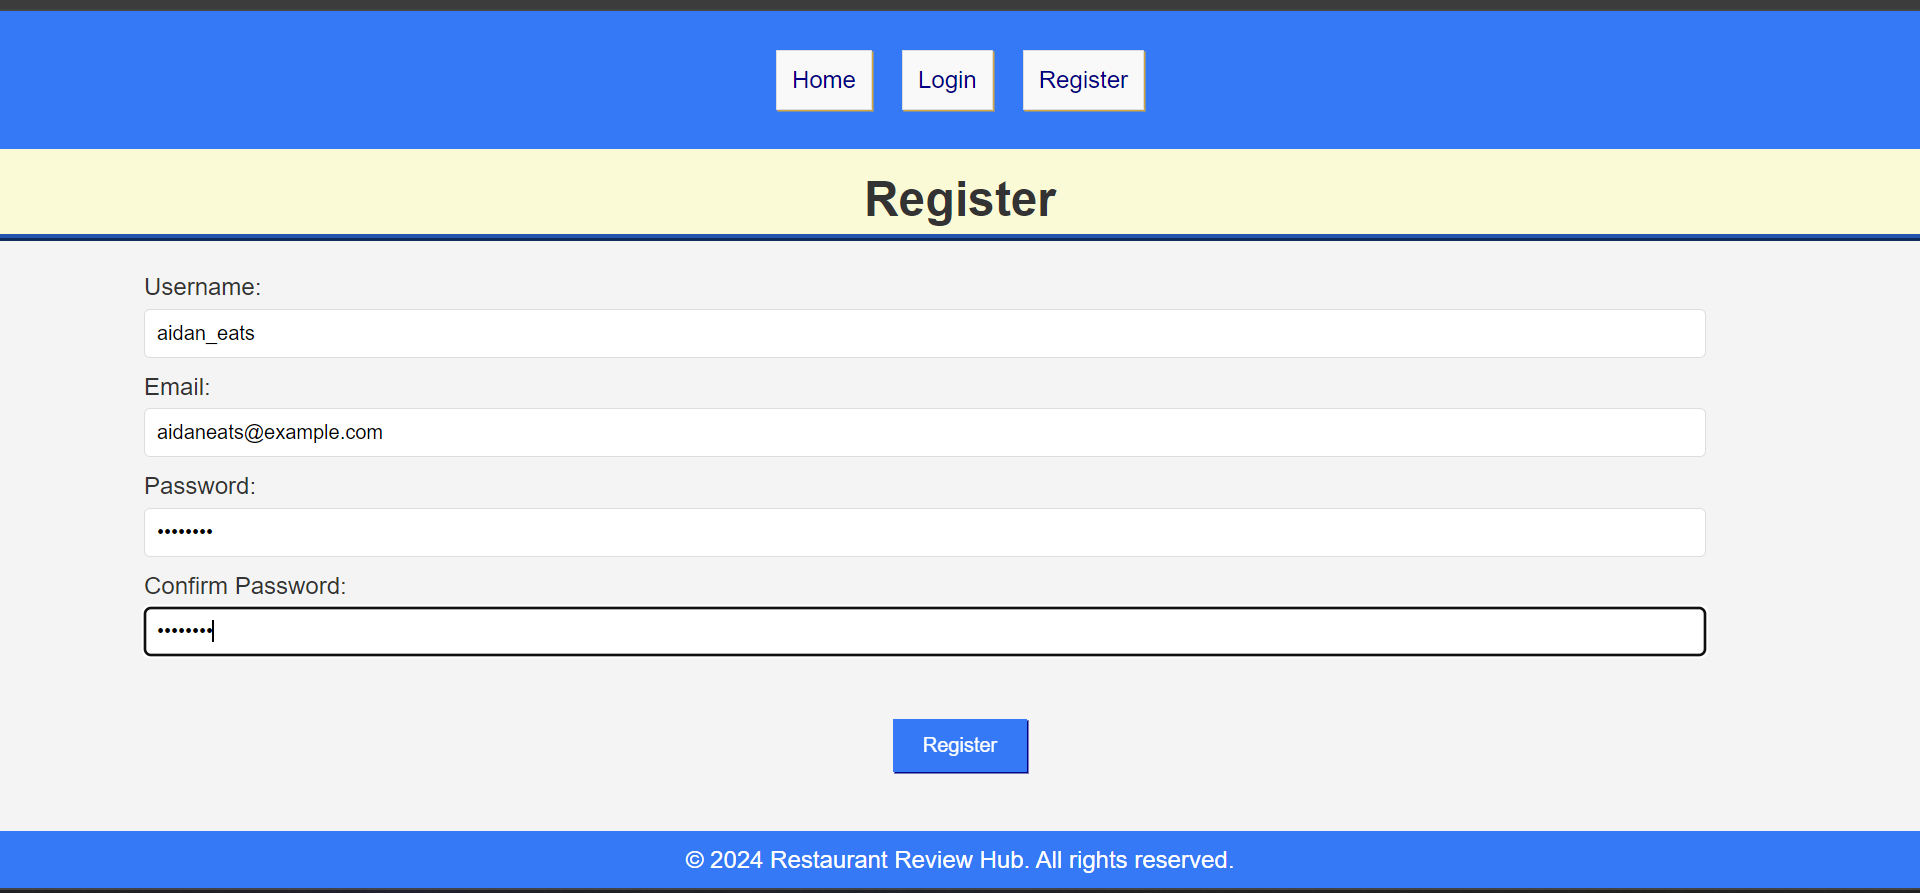 Home Login Register
Register
Username:
aidan_eats
Email:
aidaneats@example.com
Password:
••••••••
Confirm Password:
••••••••
Register
© 2024 Restaurant Review Hub. All rights reserved.